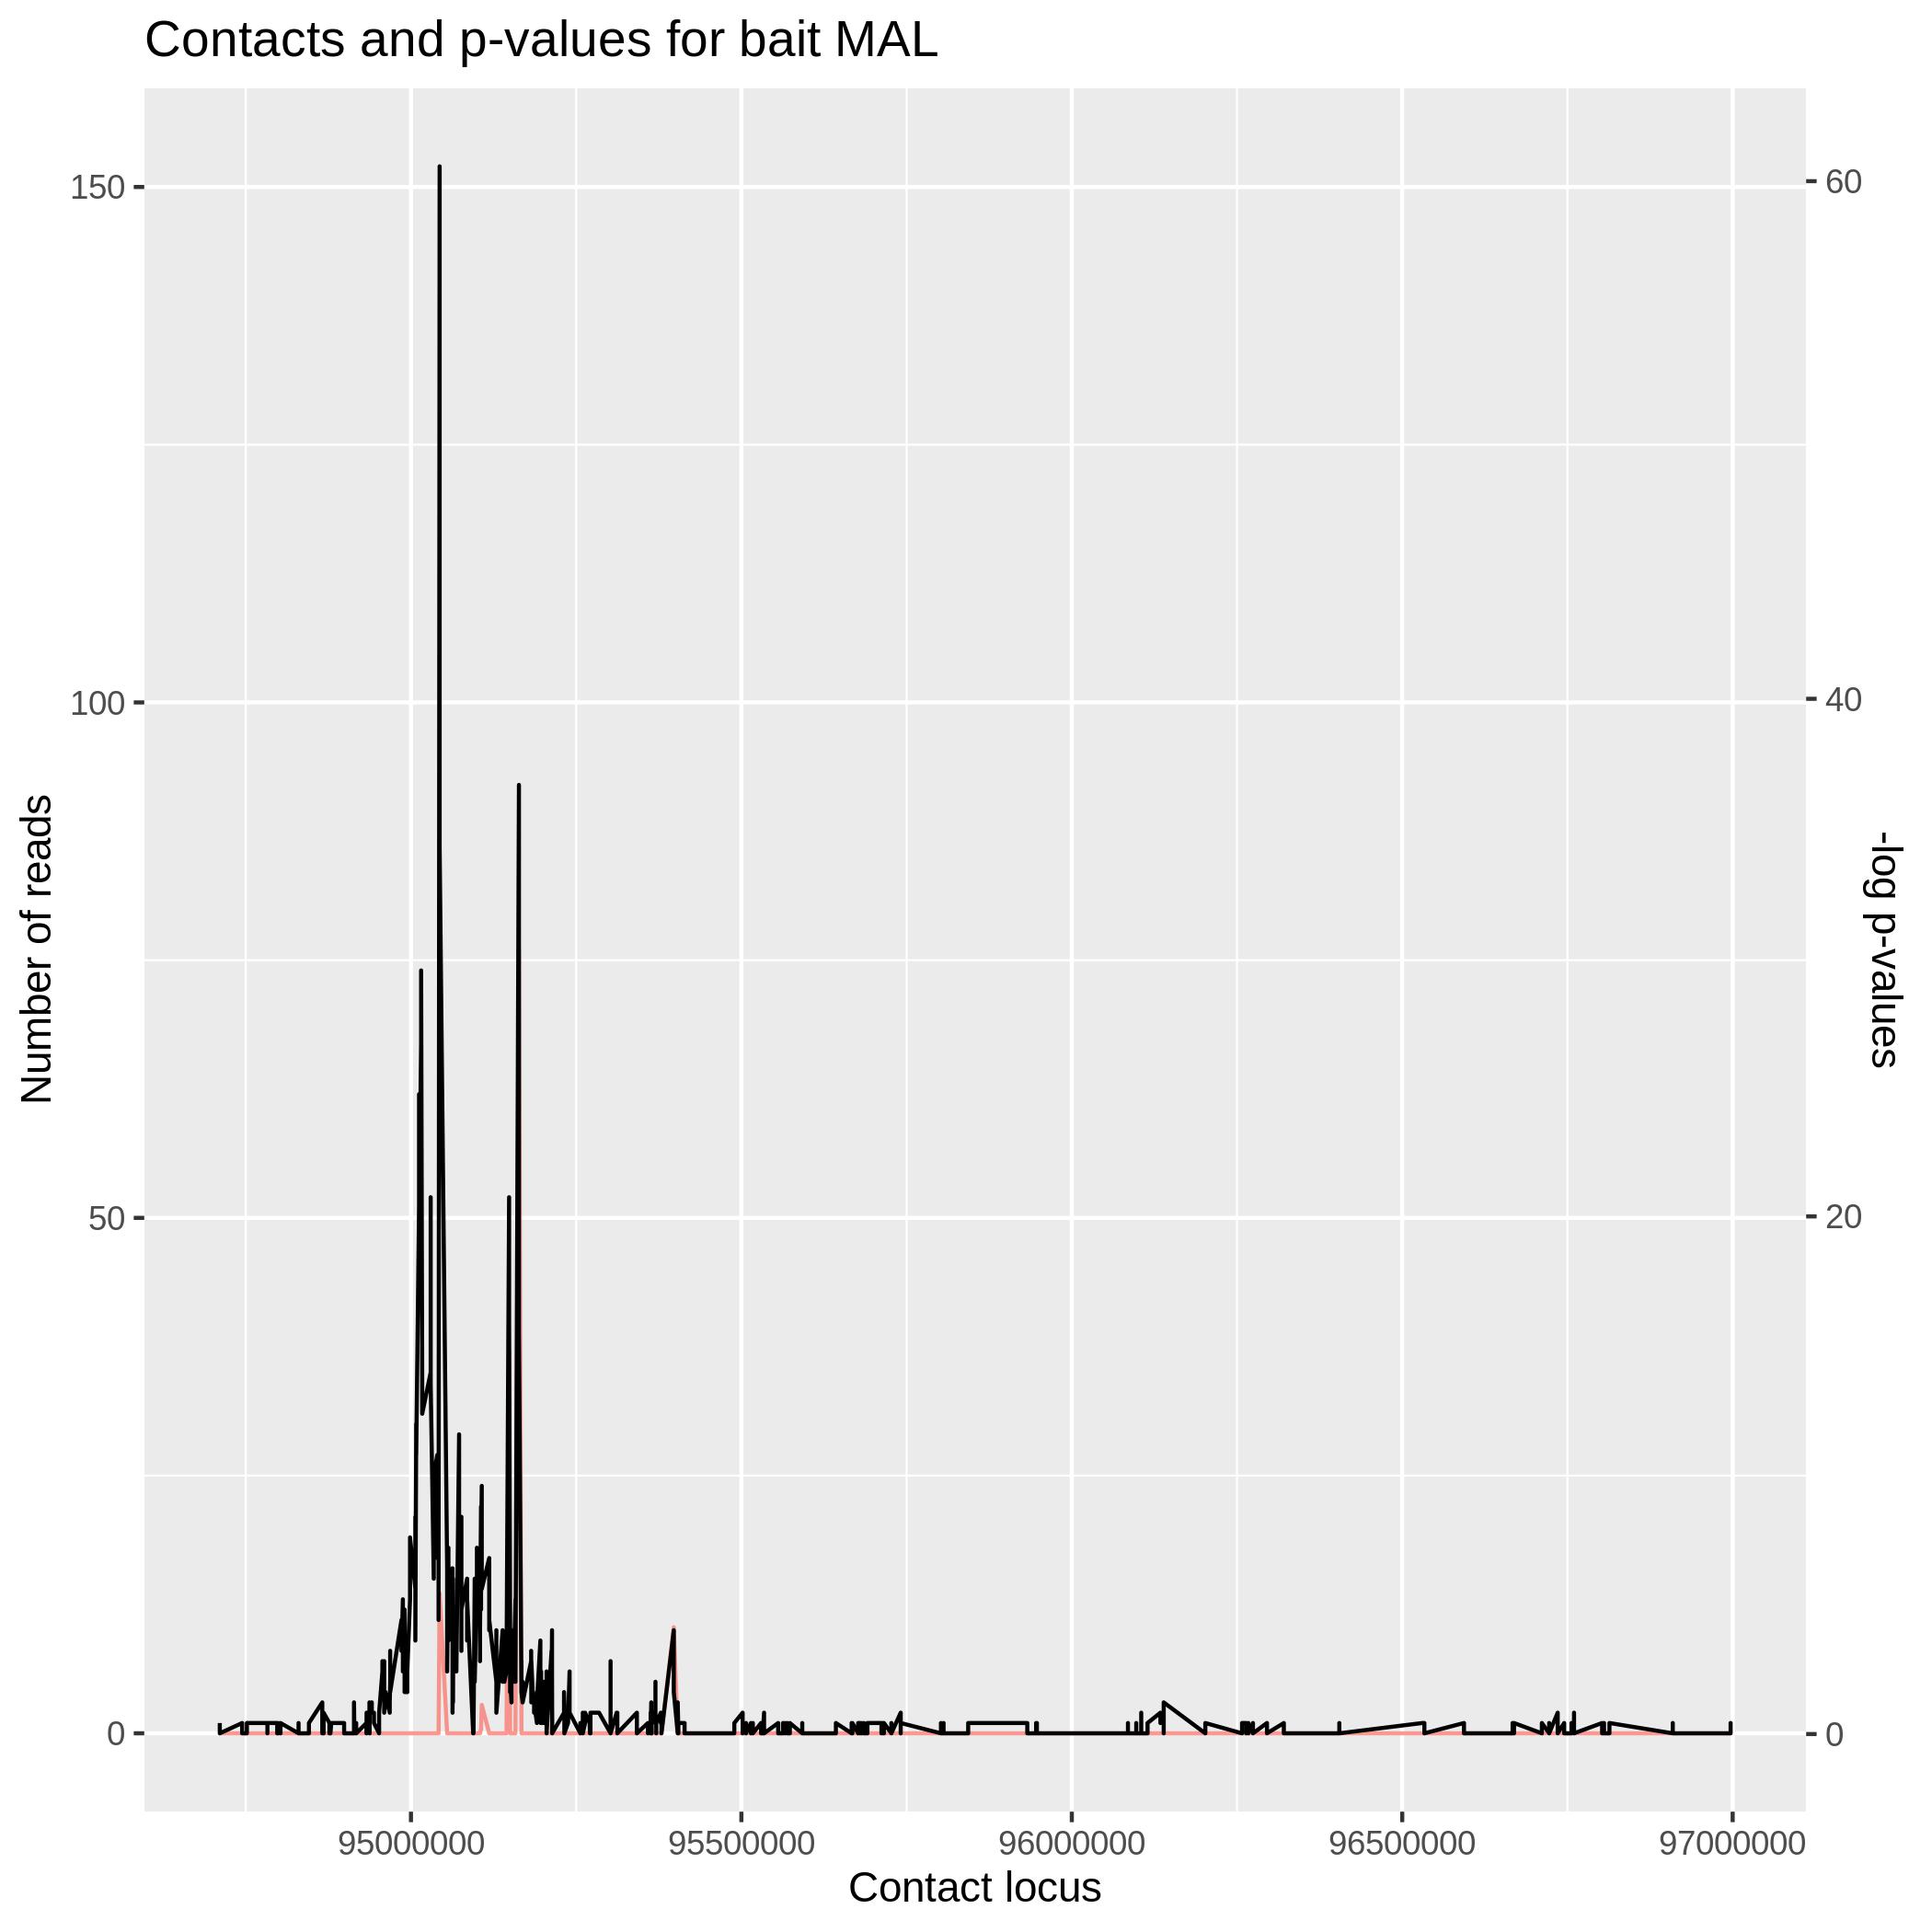 Contacts and p-values for bait MAL
150
100
50
0
Number of reads
60
40
20
0
-log p-values
95000000 95500000 96000000 96500000 97000000
Contact locus